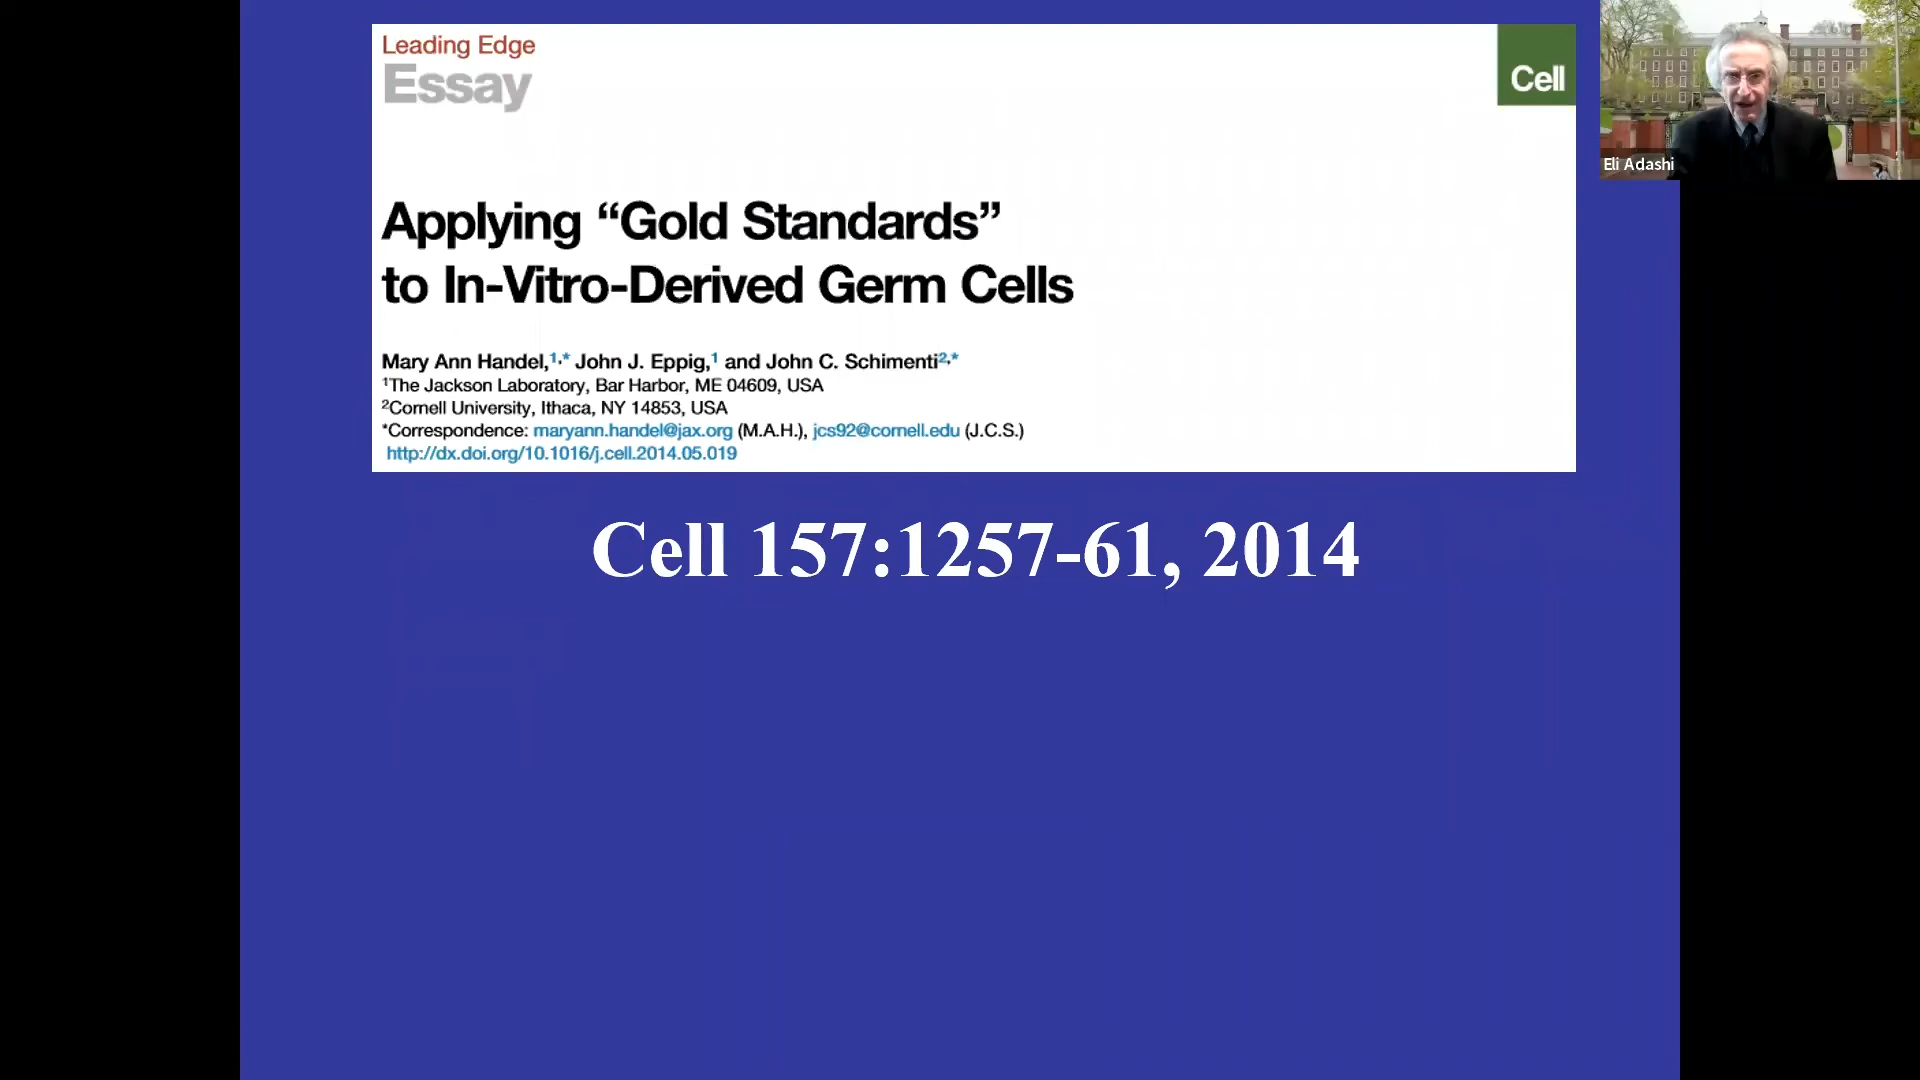 Leading Edge
Essay
Cell
Eli Adashi
Applying “Gold Standards”
to In-Vitro-Derived Germ Cells
Mary Ann Handel,1,* John J. Eppig,1 and John C. Schimenti2,*
1The Jackson Laboratory, Bar Harbor, ME 04609, USA
2Cornell University, Ithaca, NY 14853, USA
*Correspondence: maryann.handel@jax.org (M.A.H.), jcs92@cornell.edu (J.C.S.)
http://dx.doi.org/10.1016/j.cell.2014.05.019
Cell 157:1257-61, 2014